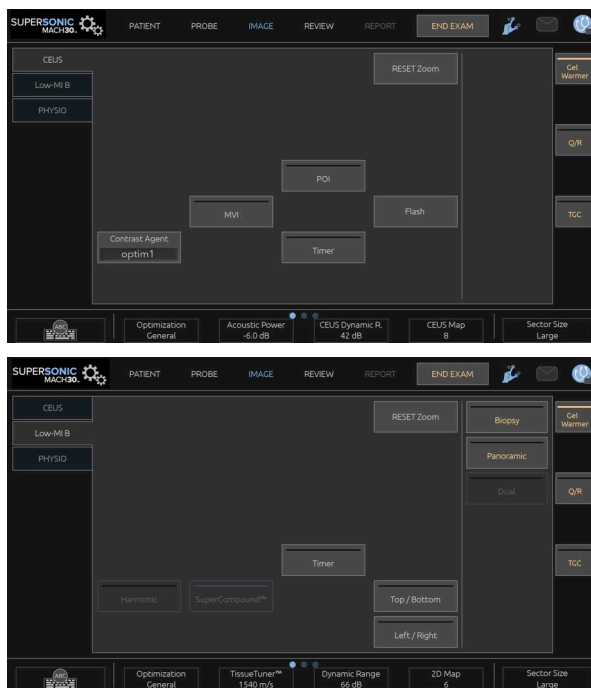 SUPERSONIC
MACH30
PATIENT PROBE IMAGE REVIEW REPORT END EXAM
CEUS
Low-MI B
PHYSIO
RESET Zoom
Gel
Warmer
Q/R
POI
MVI
Flash
TGC
Contrast Agent
optim1
Timer
ABC
Optimization
General
Acoustic Power
-6.0 dB
CEUS Dynamic R.
42 dB
CEUS Map
8
Sector Size
Large
SUPERSONIC
MACH30
PATIENT PROBE IMAGE REVIEW REPORT END EXAM
CEUS
Low-MI B
PHYSIO
RESET Zoom
Biopsy
Gel
Warmer
Panoramic
Dual
Q/R
Timer
TGC
Harmonic
SuperCompound™
Top / Bottom
Left / Right
ABC
Optimization
General
TissueTuner™
1540 m/s
Dynamic Range
66 dB
2D Map
6
Sector Size
Large